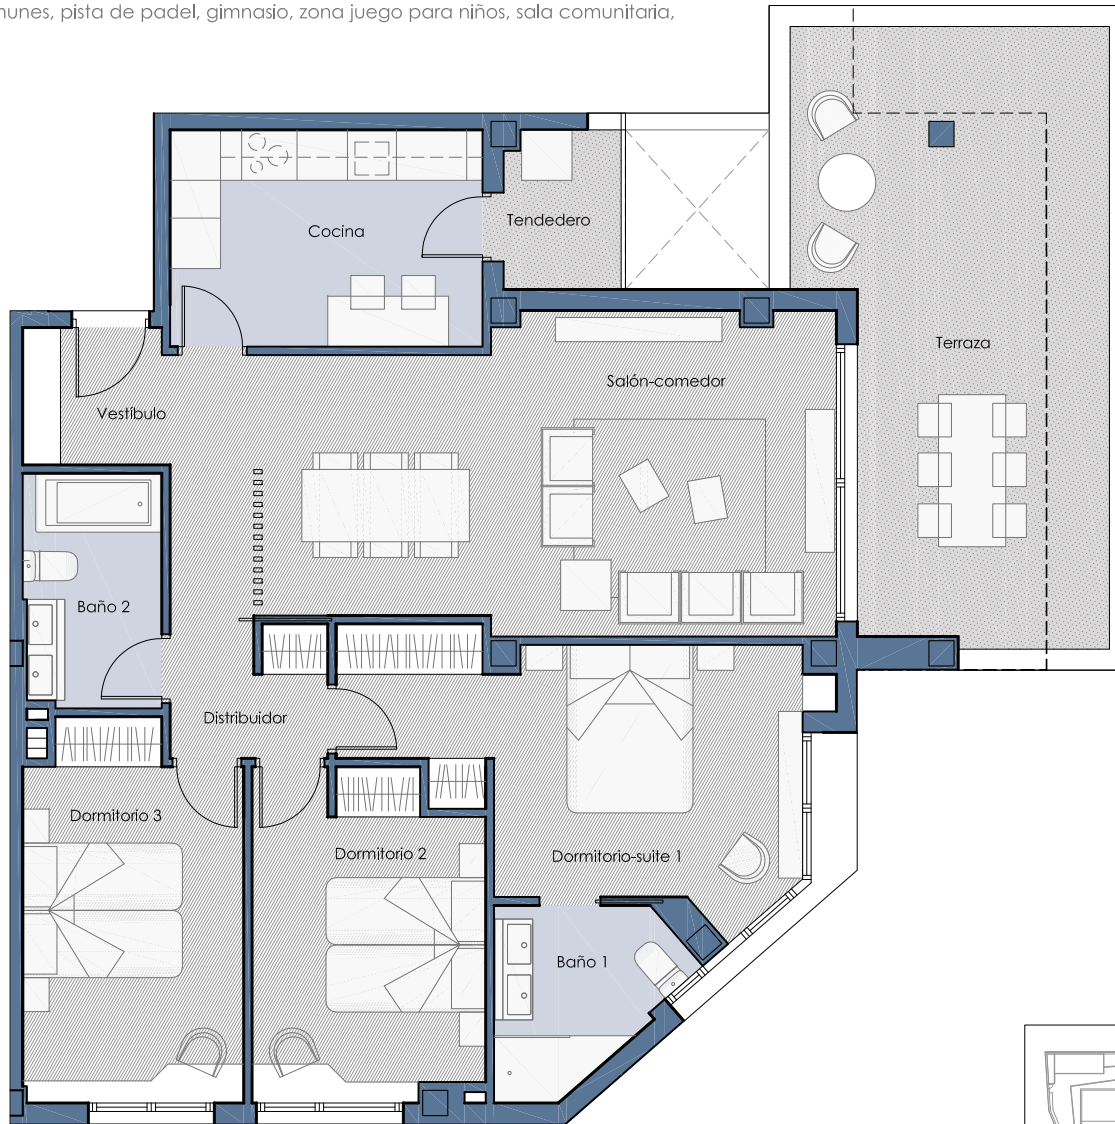 munes, pista de padel, gimnasio, zona juego para niños, sala comunitaria,
Cocina
Tendedero
Terraza
Salón-comedor
Vestíbulo
Baño 2
Distribuidor
Dormitorio 3
Dormitorio 2
Dormitorio-suite 1
Baño 1